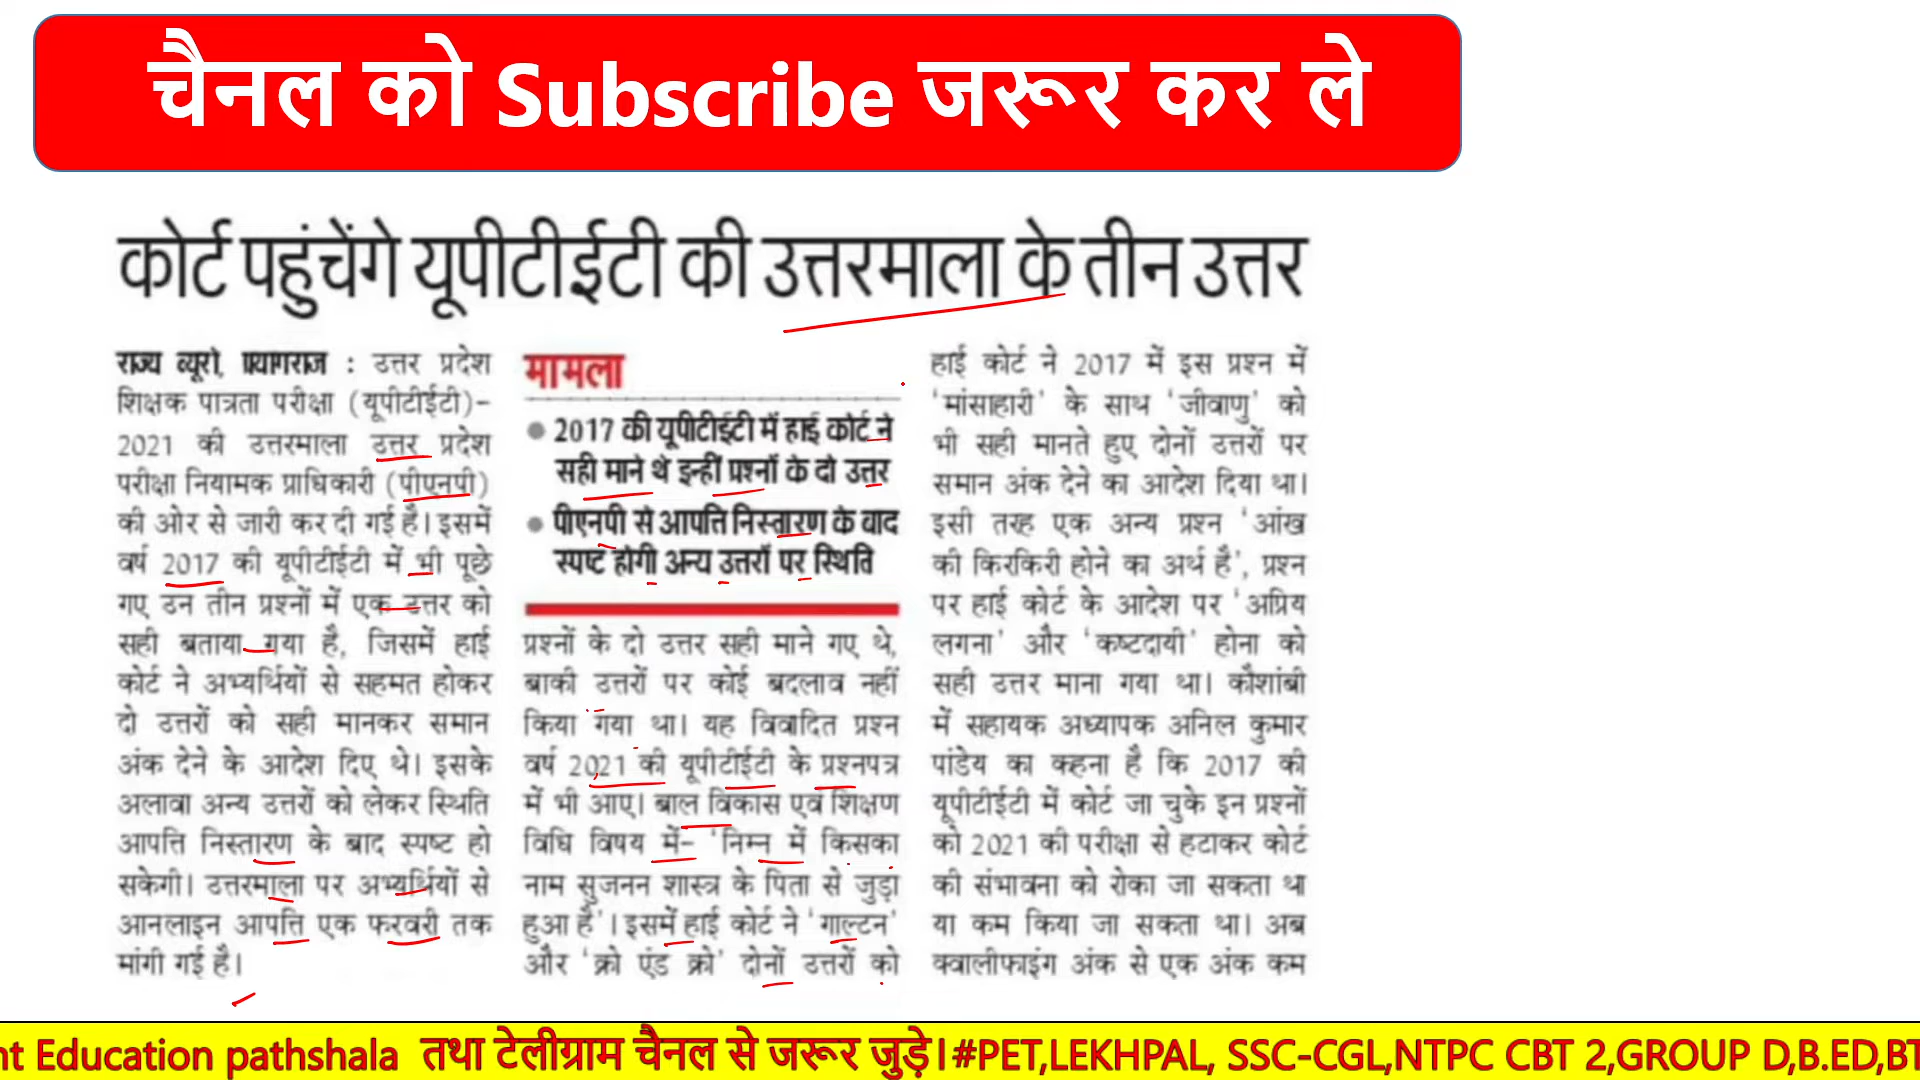 चैनल को Subscribe जरूर कर ले
कोर्ट पहुंचेंगे यूपीटीईटी की उत्तरमाला के तीन उत्तर
राज्य ब्यूरो, प्रयागराज : उत्तर प्रदेश
शिक्षक पात्रता परीक्षा (यूपीटीईटी)-
2021 की उत्तरमाला उत्तर प्रदेश
परीक्षा नियामक प्राधिकारी (पीएनपी)
की ओर से जारी कर दी गई है। इसमें
वर्ष 2017 की यूपीटीईटी में भी पूछे
गए उन तीन प्रश्नों में एक उत्तर को
सही बताया गया है, जिसमें हाई
कोर्ट ने अभ्यर्थियों से सहमत होकर
दो उत्तरों को सही मानकर समान
अंक देने के आदेश दिए थे। इसके
अलावा अन्य उत्तरों को लेकर स्थिति
आपत्ति निस्तारण के बाद स्पष्ट हो
सकेगी। उत्तरमाला पर अभ्यर्थियों से
आनलाइन आपत्ति एक फरवरी तक
मांगी गई है।
मामला
● 2017 की यूपीटीईटी में हाई कोर्ट ने
सही माने थे इन्हीं प्रश्नों के दो उत्तर
● पीएनपी से आपत्ति निस्तारण के बाद
स्पष्ट होगी अन्य उत्तरों पर स्थिति
प्रश्नों के दो उत्तर सही माने गए थे,
बाकी उत्तरों पर कोई बदलाव नहीं
किया गया था। यह विवादित प्रश्न
वर्ष 2021 की यूपीटीईटी के प्रश्नपत्र
में भी आए। बाल विकास एवं शिक्षण
विधि विषय में- 'निम्न में किसका
नाम सुजनन शास्त्र के पिता से जुड़ा
हुआ है'। इसमें हाई कोर्ट ने 'गाल्टन'
और 'क्रो एंड क्रो' दोनों उत्तरों को
हाई कोर्ट ने 2017 में इस प्रश्न में
'मांसाहारी' के साथ 'जीवाणु' को
भी सही मानते हुए दोनों उत्तरों पर
समान अंक देने का आदेश दिया था।
इसी तरह एक अन्य प्रश्न 'आंख
की किरकिरी होने का अर्थ है', प्रश्न
पर हाई कोर्ट के आदेश पर 'अप्रिय
लगना' और 'कष्टदायी' होना को
सही उत्तर माना गया था। कौशांबी
में सहायक अध्यापक अनिल कुमार
पांडेय का कहना है कि 2017 की
यूपीटीईटी में कोर्ट जा चुके इन प्रश्नों
को 2021 की परीक्षा से हटाकर कोर्ट
की संभावना को रोका जा सकता था
या कम किया जा सकता था। अब
क्वालीफाइंग अंक से एक अंक कम
nt Education pathshala तथा टेलीग्राम चैनल से जरूर जुड़े।#PET,LEKHPAL, SSC-CGL,NTPC CBT 2,GROUP D,B.ED,BT